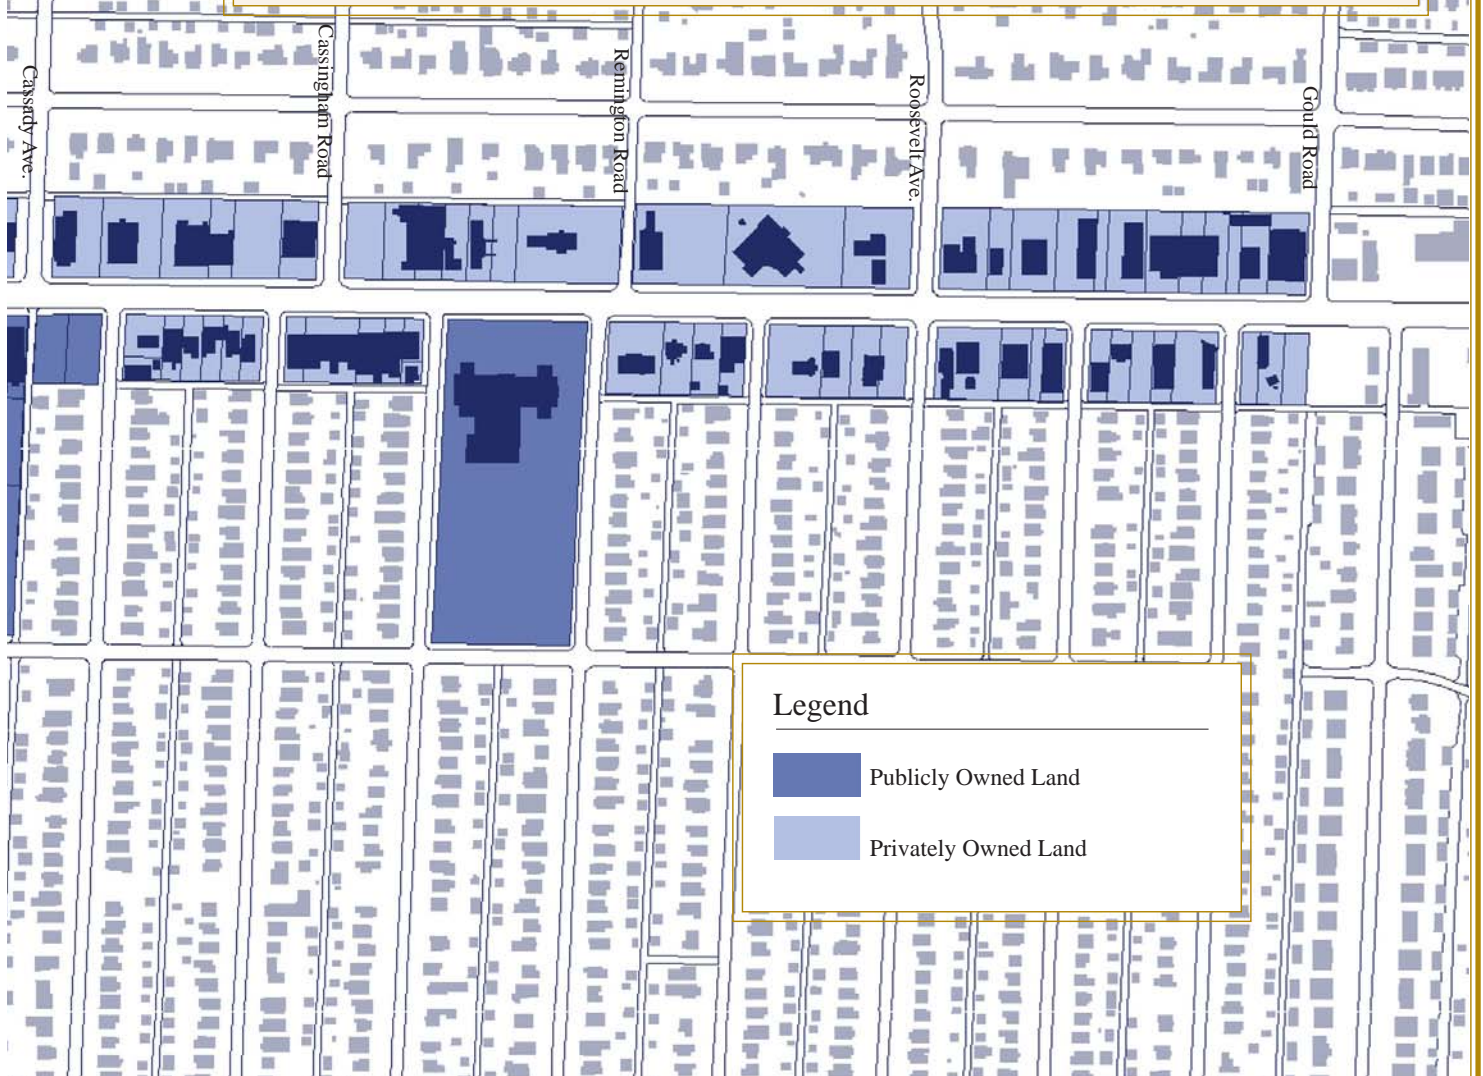 Cassady Ave.
Cassingham Road
Remington Road
Roosevelt Ave.
Gould Road
Legend
Publicly Owned Land
Privately Owned Land